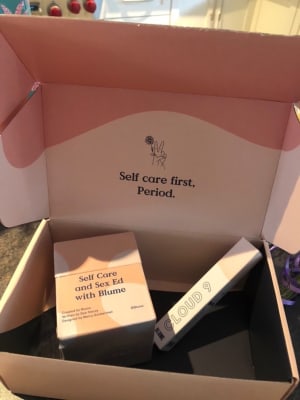 Self care first,
Period.
Self Care
and Sex Ed
with Blume
CLOUD 9